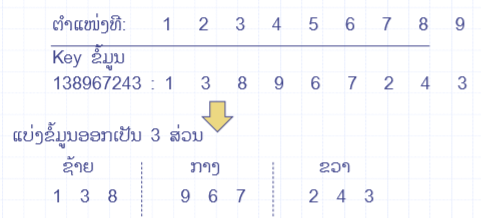 ຕຳແໜ່ງທີ: 1 2 3 4 5 6 7 8 9
Key ຂໍ້ມູນ
138967243 : 1 3 8 9 6 7 2 4 3
ແບ່ງຂໍ້ມູນອອກເປັນ 3 ສ່ວນ
ຊ້າຍ ກາງ ຂວາ
1 3 8 9 6 7 2 4 3